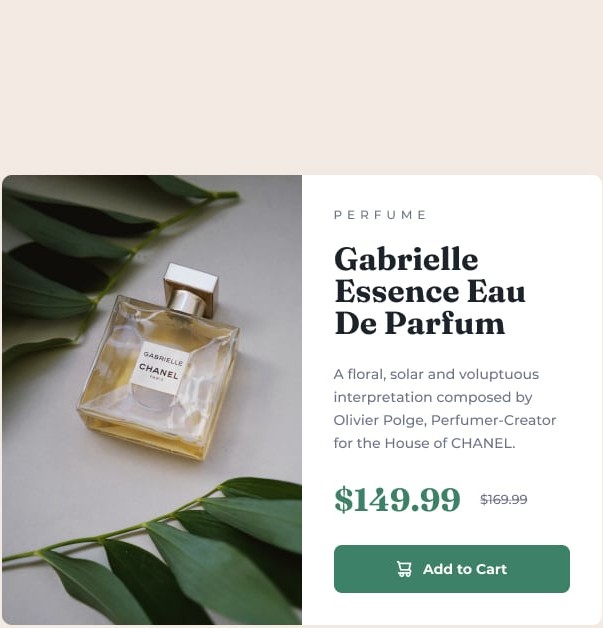 GABRIELLE
CHANEL
PARIS
PERFUME
Gabrielle
Essence Eau
De Parfum
A floral, solar and voluptuous
interpretation composed by
Olivier Polge, Perfumer-Creator
for the House of CHANEL.
$149.99 $169.99
Add to Cart